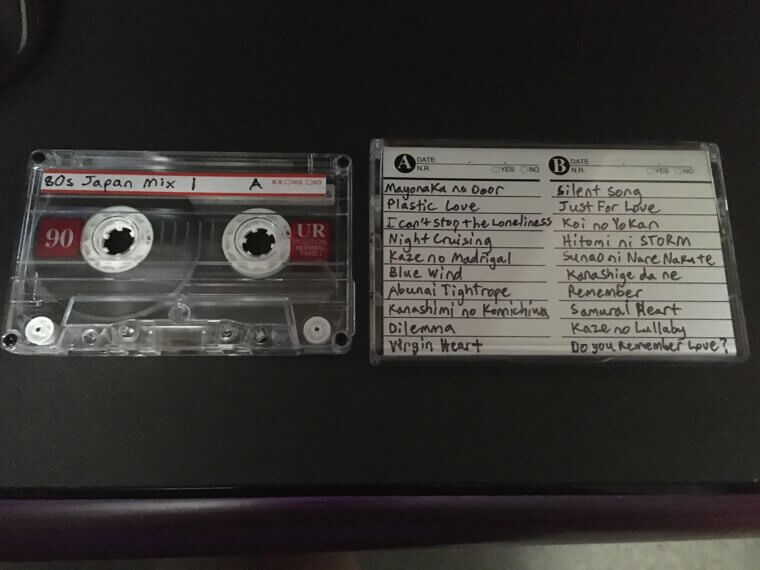 80s Japan Mix 1 A N.R. YES NO
90
UR
POSITION
NORMAL
TYPE I
A DATE
N.R. YES NO
Mayonaka no Door
Plastic Love
I can't Stop the Loneliness
Night Cruising
Kaze no Madrigal
Blue Wind
Abunai Tightrope
Kanashimi no Komichiwa
Dilemma
Virgin Heart
B DATE
N.R. YES NO
Silent Song
Just For Love
Koi no Yokan
Hitomi ni STORM
Sunao ni Nare Nakute
Kanashige da ne
Remember
Samurai Heart
Kaze no Lullaby
Do you Remember Love?